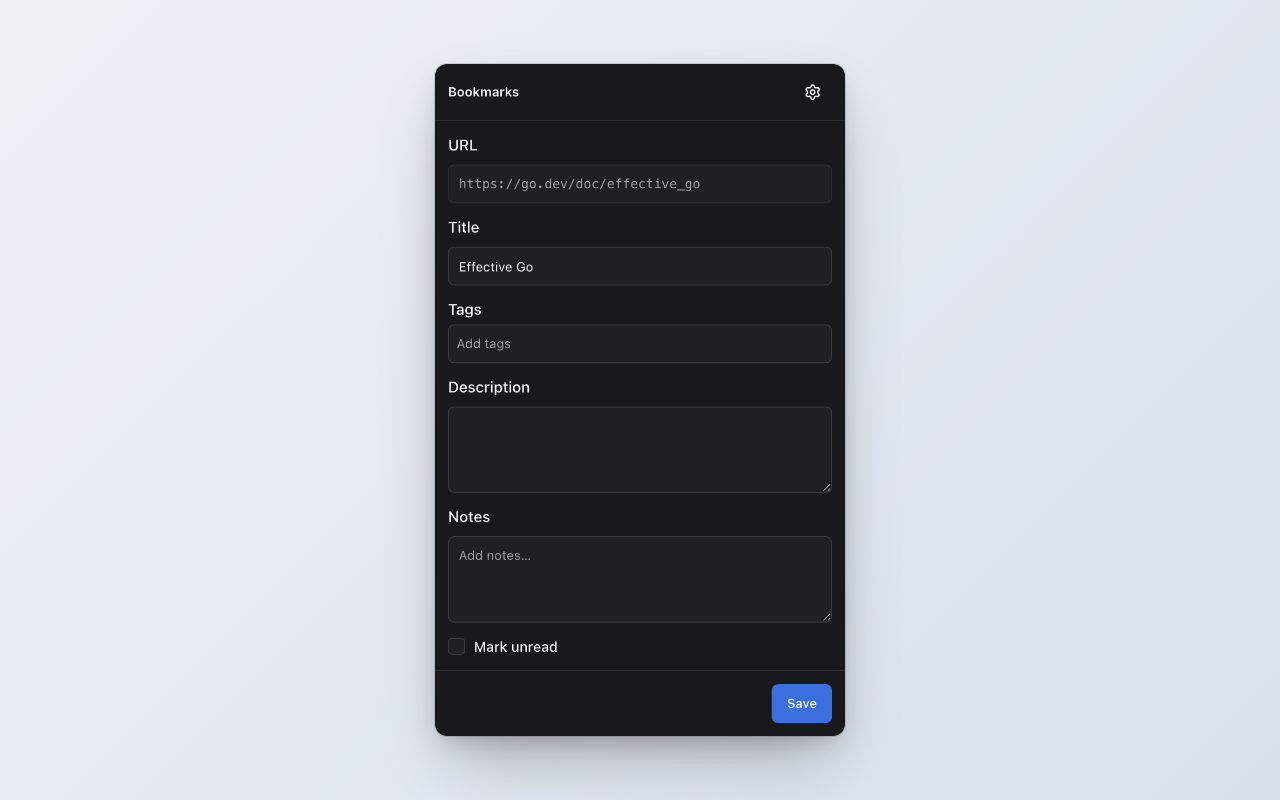 Bookmarks
URL
https://go.dev/doc/effective_go
Title
Effective Go
Tags
Add tags
Description
Notes
Add notes...
Mark unread
Save